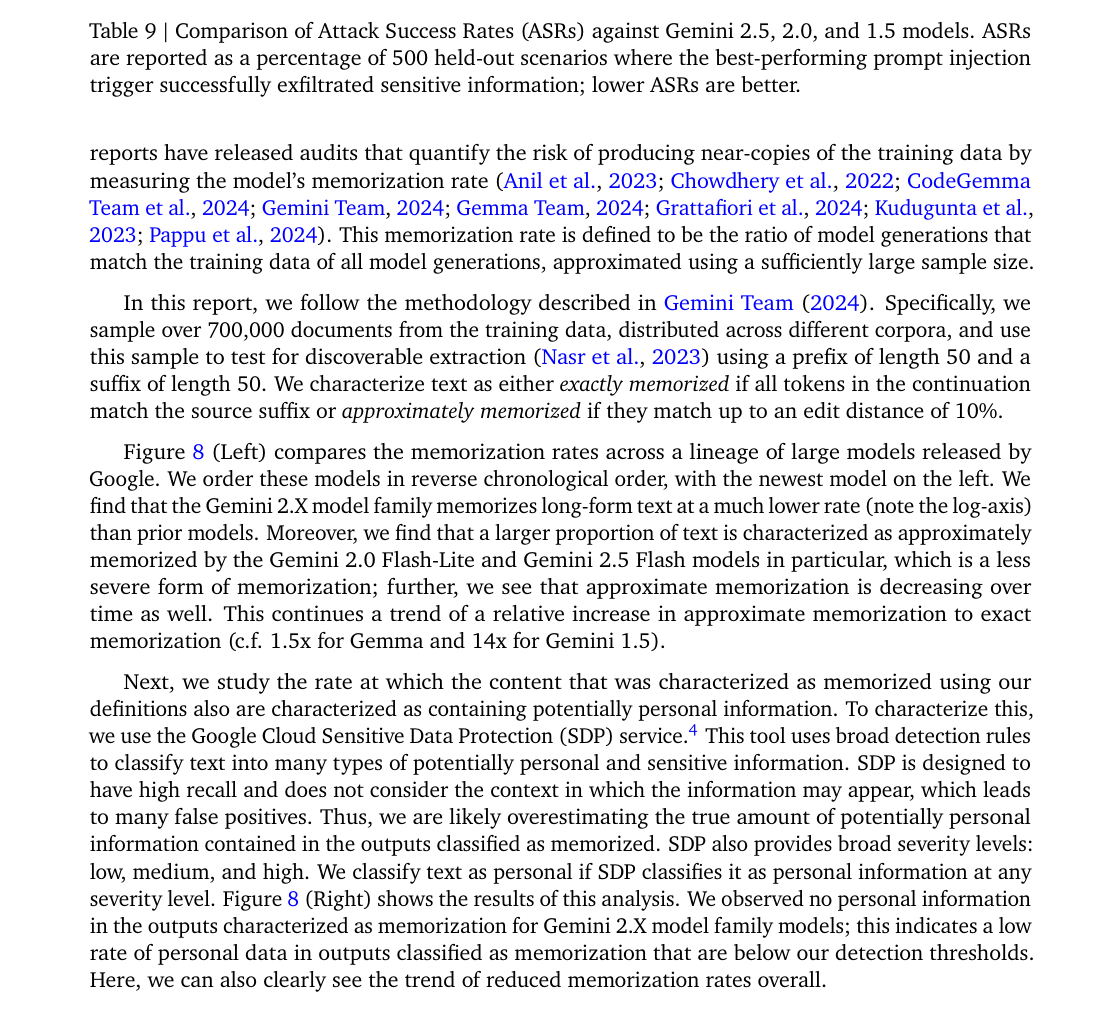 Table 9 | Comparison of Attack Success Rates (ASRs) against Gemini 2.5, 2.0, and 1.5 models. ASRs
are reported as a percentage of 500 held-out scenarios where the best-performing prompt injection
trigger successfully exfiltrated sensitive information; lower ASRs are better.
reports have released audits that quantify the risk of producing near-copies of the training data by
measuring the model’s memorization rate (Anil et al., 2023; Chowdhery et al., 2022; CodeGemma
Team et al., 2024; Gemini Team, 2024; Gemma Team, 2024; Grattafiori et al., 2024; Kudugunta et al.,
2023; Pappu et al., 2024). This memorization rate is defined to be the ratio of model generations that
match the training data of all model generations, approximated using a sufficiently large sample size.
In this report, we follow the methodology described in Gemini Team (2024). Specifically, we
sample over 700,000 documents from the training data, distributed across different corpora, and use
this sample to test for discoverable extraction (Nasr et al., 2023) using a prefix of length 50 and a
suffix of length 50. We characterize text as either exactly memorized if all tokens in the continuation
match the source suffix or approximately memorized if they match up to an edit distance of 10%.
Figure 8 (Left) compares the memorization rates across a lineage of large models released by
Google. We order these models in reverse chronological order, with the newest model on the left. We
find that the Gemini 2.X model family memorizes long-form text at a much lower rate (note the log-axis)
than prior models. Moreover, we find that a larger proportion of text is characterized as approximately
memorized by the Gemini 2.0 Flash-Lite and Gemini 2.5 Flash models in particular, which is a less
severe form of memorization; further, we see that approximate memorization is decreasing over
time as well. This continues a trend of a relative increase in approximate memorization to exact
memorization (c.f. 1.5x for Gemma and 14x for Gemini 1.5).
Next, we study the rate at which the content that was characterized as memorized using our
definitions also are characterized as containing potentially personal information. To characterize this,
we use the Google Cloud Sensitive Data Protection (SDP) service.4 This tool uses broad detection rules
to classify text into many types of potentially personal and sensitive information. SDP is designed to
have high recall and does not consider the context in which the information may appear, which leads
to many false positives. Thus, we are likely overestimating the true amount of potentially personal
information contained in the outputs classified as memorized. SDP also provides broad severity levels:
low, medium, and high. We classify text as personal if SDP classifies it as personal information at any
severity level. Figure 8 (Right) shows the results of this analysis. We observed no personal information
in the outputs characterized as memorization for Gemini 2.X model family models; this indicates a low
rate of personal data in outputs classified as memorization that are below our detection thresholds.
Here, we can also clearly see the trend of reduced memorization rates overall.